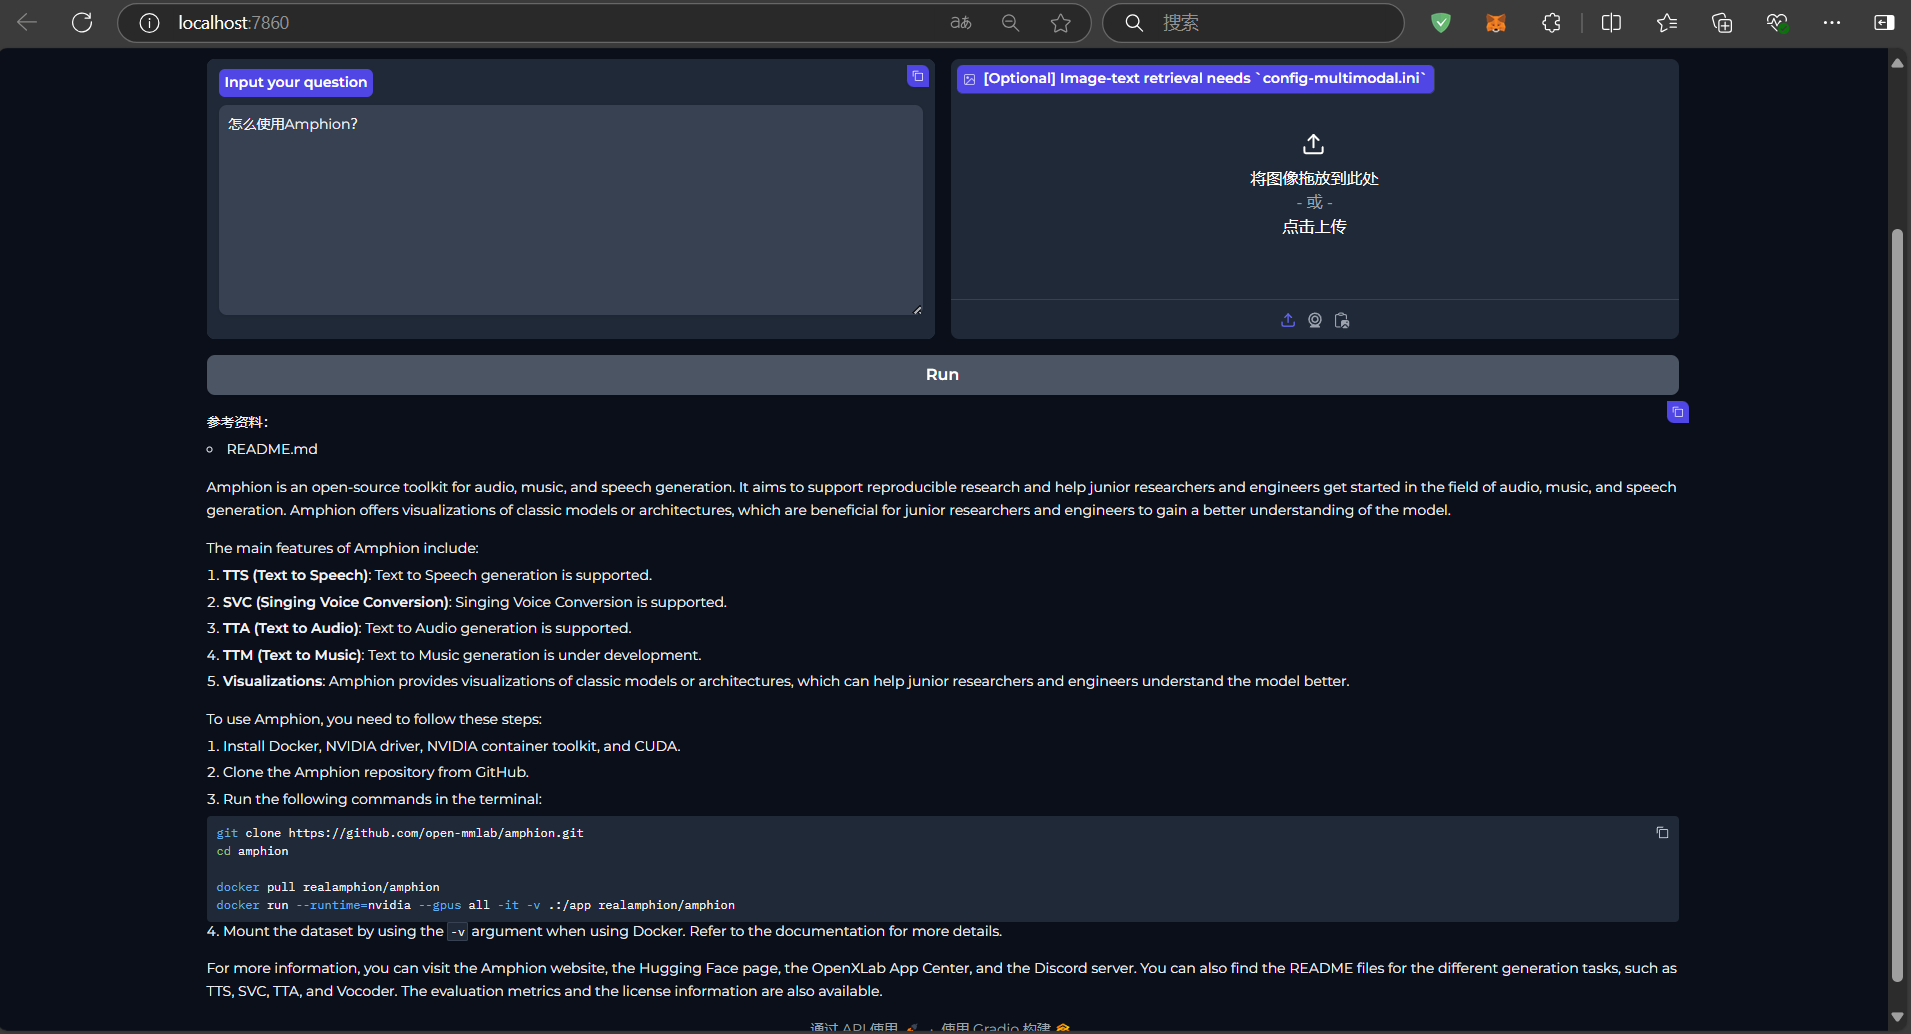 localhost:7860
搜索
Input your question
[Optional] Image-text retrieval needs `config-multimodal.ini`
怎么使用Amphion?
将图像拖放到此处
- 或 -
点击上传
Run
参考资料：
README.md
Amphion is an open-source toolkit for audio, music, and speech generation. It aims to support reproducible research and help junior researchers and engineers get started in the field of audio, music, and speech
generation. Amphion offers visualizations of classic models or architectures, which are beneficial for junior researchers and engineers to gain a better understanding of the model.
The main features of Amphion include:
1. TTS (Text to Speech): Text to Speech generation is supported.
2. SVC (Singing Voice Conversion): Singing Voice Conversion is supported.
3. TTA (Text to Audio): Text to Audio generation is supported.
4. TTM (Text to Music): Text to Music generation is under development.
5. Visualizations: Amphion provides visualizations of classic models or architectures, which can help junior researchers and engineers understand the model better.
To use Amphion, you need to follow these steps:
1. Install Docker, NVIDIA driver, NVIDIA container toolkit, and CUDA.
2. Clone the Amphion repository from GitHub.
3. Run the following commands in the terminal:
git clone https://github.com/open-mmlab/amphion.git
cd amphion
docker pull realamphion/amphion
docker run --runtime=nvidia --gpus all -it -v .:/app realamphion/amphion
4. Mount the dataset by using the -v argument when using Docker. Refer to the documentation for more details.
For more information, you can visit the Amphion website, the Hugging Face page, the OpenXLab App Center, and the Discord server. You can also find the README files for the different generation tasks, such as
TTS, SVC, TTA, and Vocoder. The evaluation metrics and the license information are also available.
通过 API 使用 · 使用 Gradio 构建